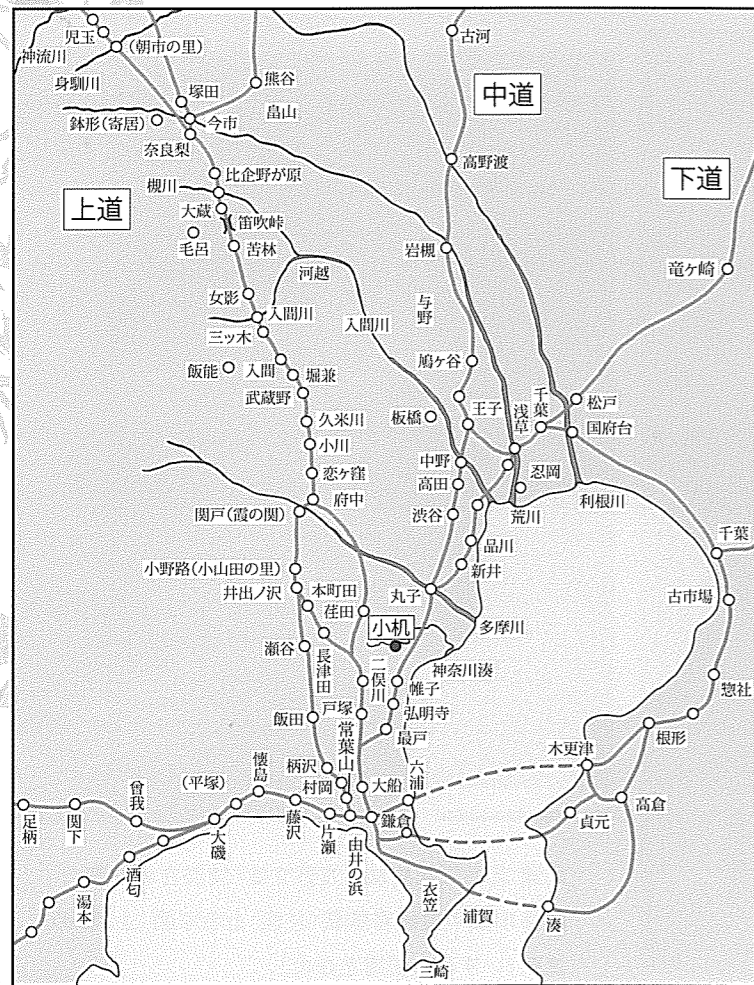 児玉
(朝市の里)
神流川
身馴川
熊谷
塚田
畠山
鉢形(寄居)
今市
奈良梨
比企野が原
槻川
上道
大蔵
笛吹峠
毛呂
苦林
河越
女影
入間川
入間川
三ッ木
飯能
入間
堀兼
武蔵野
久米川
小川
恋ヶ窪
府中
関戸(霞の関)
古河
中道
高野渡
下道
岩槻
竜ヶ崎
与野
鳩ヶ谷
板橋
王子
浅草
千葉
松戸
国府台
中野
高田
忍岡
渋谷
荒川
利根川
品川
新井
千葉
小野路(小山田の里)
井出ノ沢
本町田
荏田
丸子
古市場
小机
多摩川
瀬谷
長津田
二俣川
神奈川湊
帷子
弘明寺
惣社
飯田
戸塚
最戸
常葉山
木更津
根形
柄沢
村岡
大船
六浦
懐島
(平塚)
曽我
足柄
関下
大磯
藤沢
片瀬
由井の浜
鎌倉
貞元
高倉
酒匂
湯本
衣笠
浦賀
湊
三崎